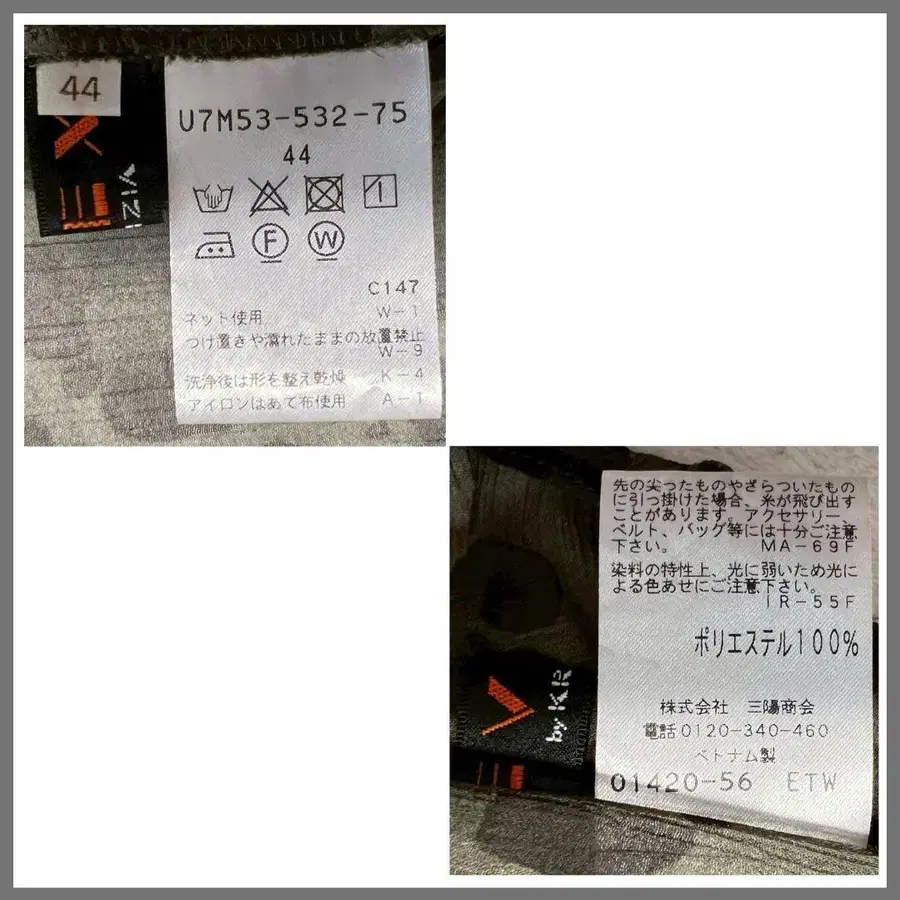 44
VIZ
U7M53-532-75
44
F
W
C147
ネット使用 W-1
つけ置きや濡れたままの放置禁止
W-9
洗浄後は形を整え乾燥 K-4
アイロンはあて布使用 A-1
先の尖ったものやざらついたもの
に引っ掛けた場合、糸が飛び出す
ことがあります。アクセサリー
ベルト、バッグ等には十分ご注意
下さい。 MA-69F
染料の特性上、光に弱いため光に
よる色あせにご注意下さい。
IR-55F
ポリエステル100%
by KR
株式会社 三陽商会
電話0120-340-460
ベトナム製
01420-56 ETW